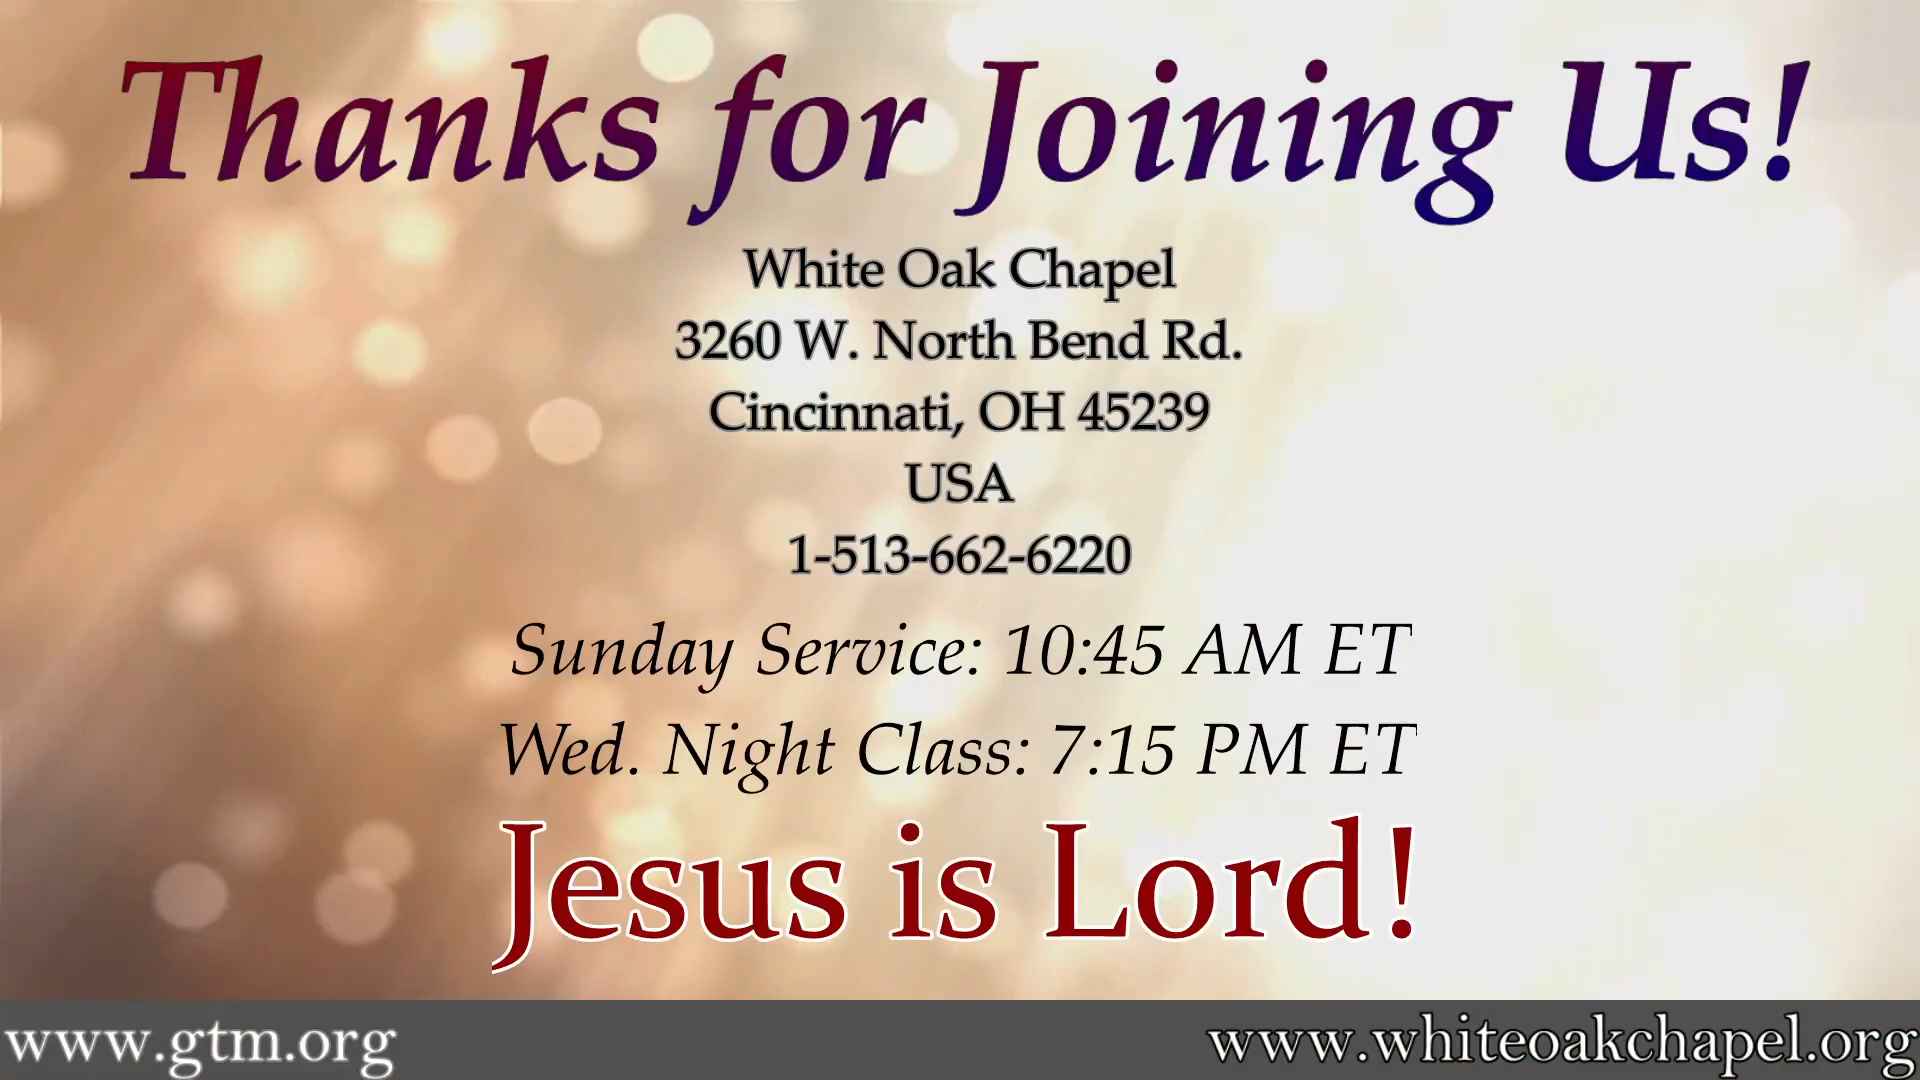 Thanks for Joining Us!
White Oak Chapel
3260 W. North Bend Rd.
Cincinnati, OH 45239
USA
1-513-662-6220
Sunday Service: 10:45 AM ET
Wed. Night Class: 7:15 PM ET
Jesus is Lord!
www.gtm.org
www.whiteoakchapel.org